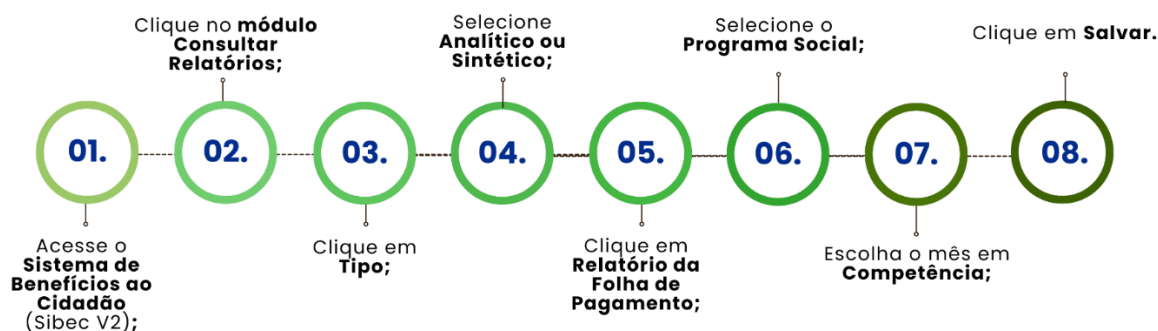 01.
Acesse o
Sistema de
Benefícios ao
Cidadão
(Sibec V2);
02.
Clique no módulo
Consultar
Relatórios;
03.
Clique em
Tipo;
04.
Selecione
Analítico ou
Sintético;
05.
Clique em
Relatório da
Folha de
Pagamento;
06.
Selecione o
Programa Social;
07.
Escolha o mês em
Competência;
08.
Clique em Salvar.